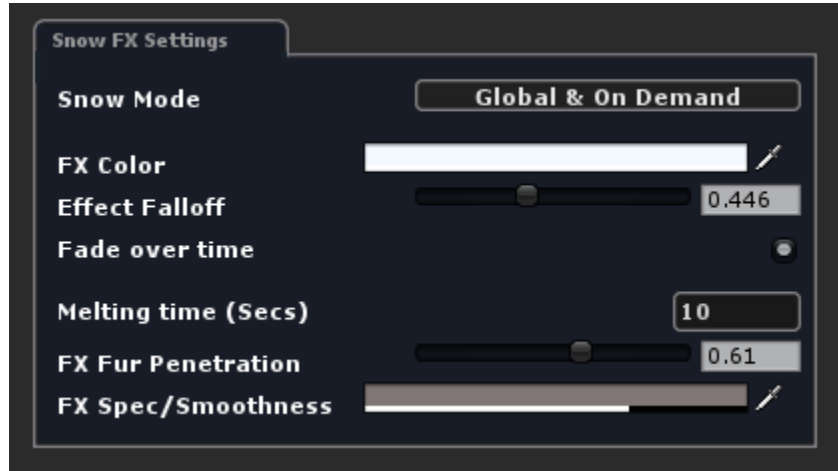 Snow FX Settings
Snow Mode Global & On Demand
FX Color
Effect Falloff 0.446
Fade over time
Melting time (Secs) 10
FX Fur Penetration 0.61
FX Spec/Smoothness